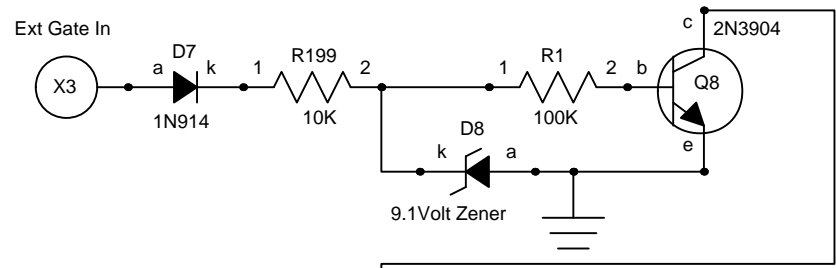 Ext Gate In
X3
D7
a
k
1N914
R199
1
2
10K
R1
1
2
100K
c
2N3904
b
Q8
e
D8
k
a
9.1Volt Zener